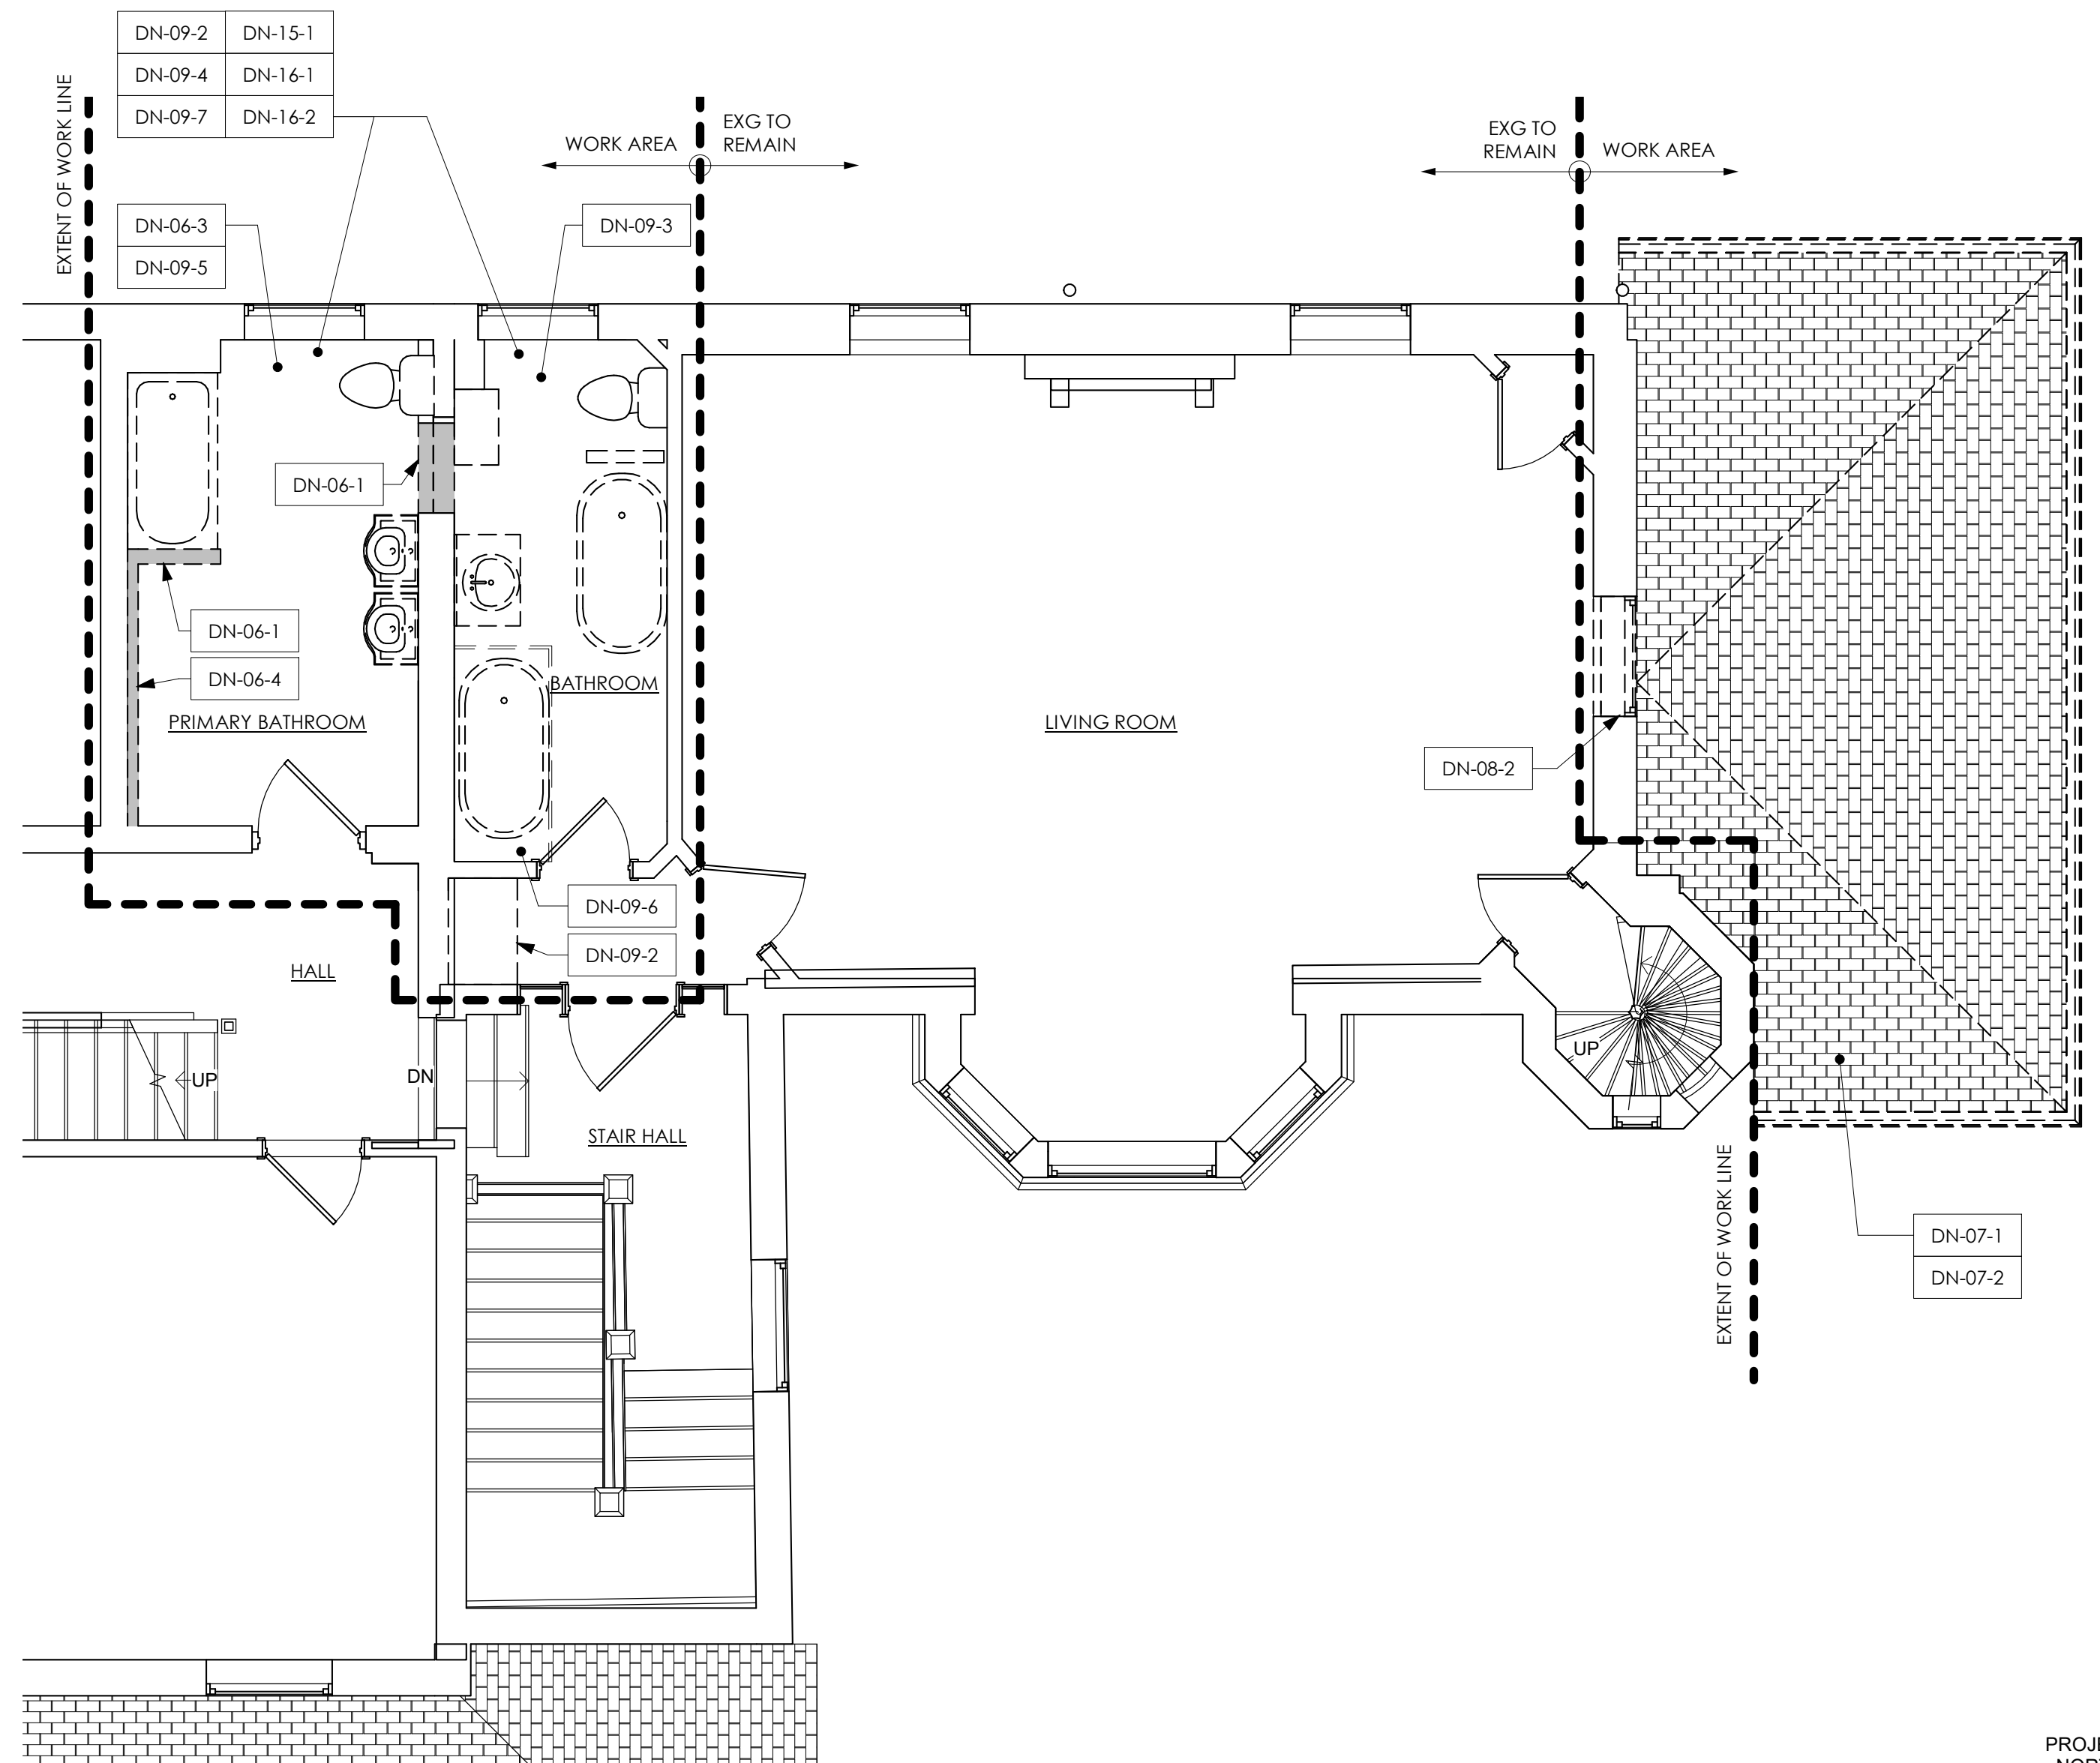 DN-09-2 DN-15-1
DN-09-4 DN-16-1
DN-09-7 DN-16-2
EXTENT OF WORK LINE
WORK AREA
EXG TO
REMAIN
EXG TO
REMAIN
WORK AREA
DN-06-3
DN-09-5
DN-09-3
DN-06-1
DN-06-1
DN-06-4
BATHROOM
PRIMARY BATHROOM
LIVING ROOM
DN-08-2
DN-09-6
DN-09-2
HALL
UP
DN
UP
STAIR HALL
EXTENT OF WORK LINE
DN-07-1
DN-07-2